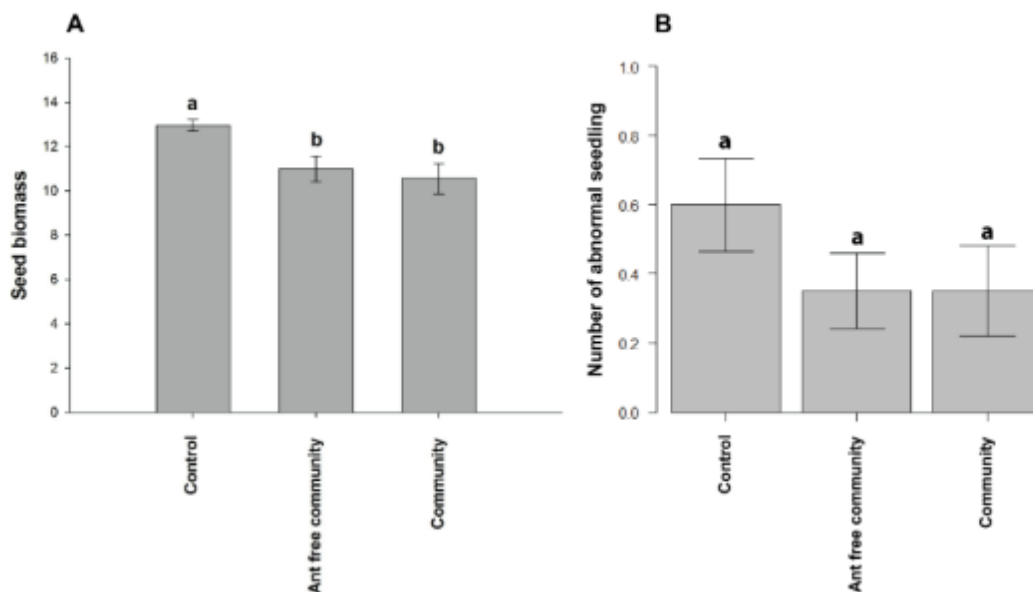 A
Seed biomass
16
14
12
10
8
6
4
2
0
a
b
b
Control
Ant free community
Community
B
Number of abnormal seedling
1.0
0.8
0.6
0.4
0.2
0.0
a
a
a
Control
Ant free community
Community